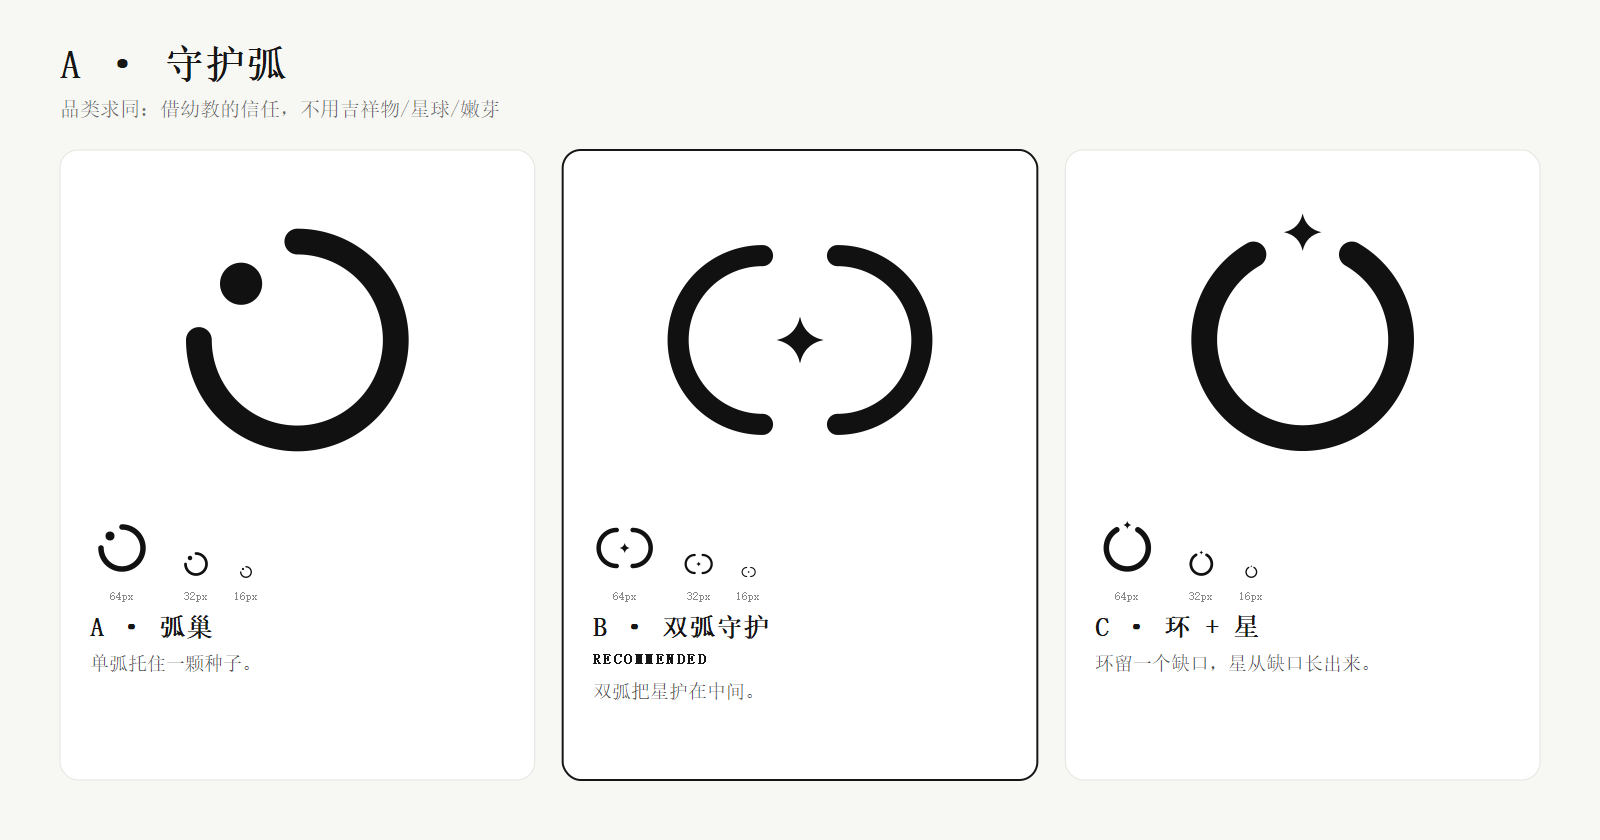 A · 守护弧
品类求同：借幼教的信任，不用吉祥物/星球/嫩芽
64px 32px 16px
A · 弧巢
单弧托住一颗种子。
64px 32px 16px
B · 双弧守护
RECOMMENDED
双弧把星护在中间。
64px 32px 16px
C · 环 + 星
环留一个缺口，星从缺口长出来。